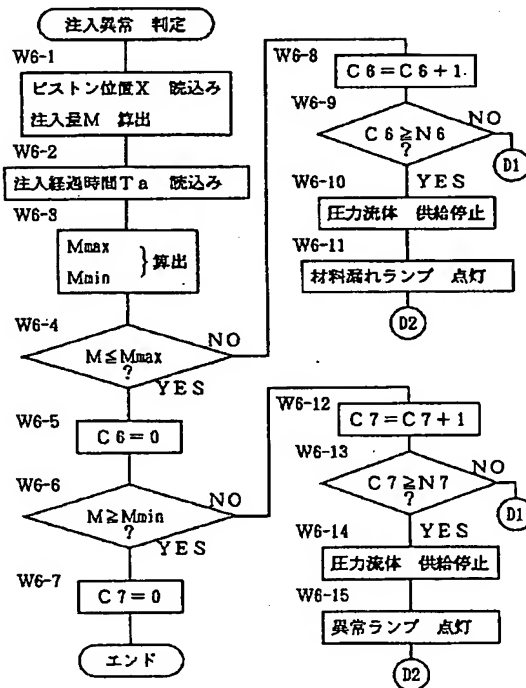 注入異常 判定
W6-1
ピストン位置X 読込み
注入量M 算出
W6-2
注入経過時間Ta 読込み
W6-3
Mmax
Mmin
}算出
W6-4
M≦Mmax
?
NO
YES
W6-5
C6=0
W6-6
M≧Mmin
?
NO
YES
W6-7
C7=0
エンド
W6-8
C6=C6+1
W6-9
C6≧N6
?
NO
D1
YES
W6-10
圧力流体 供給停止
W6-11
材料漏れランプ 点灯
D2
W6-12
C7=C7+1
W6-13
C7≧N7
?
NO
D1
YES
W6-14
圧力流体 供給停止
W6-15
異常ランプ 点灯
D2